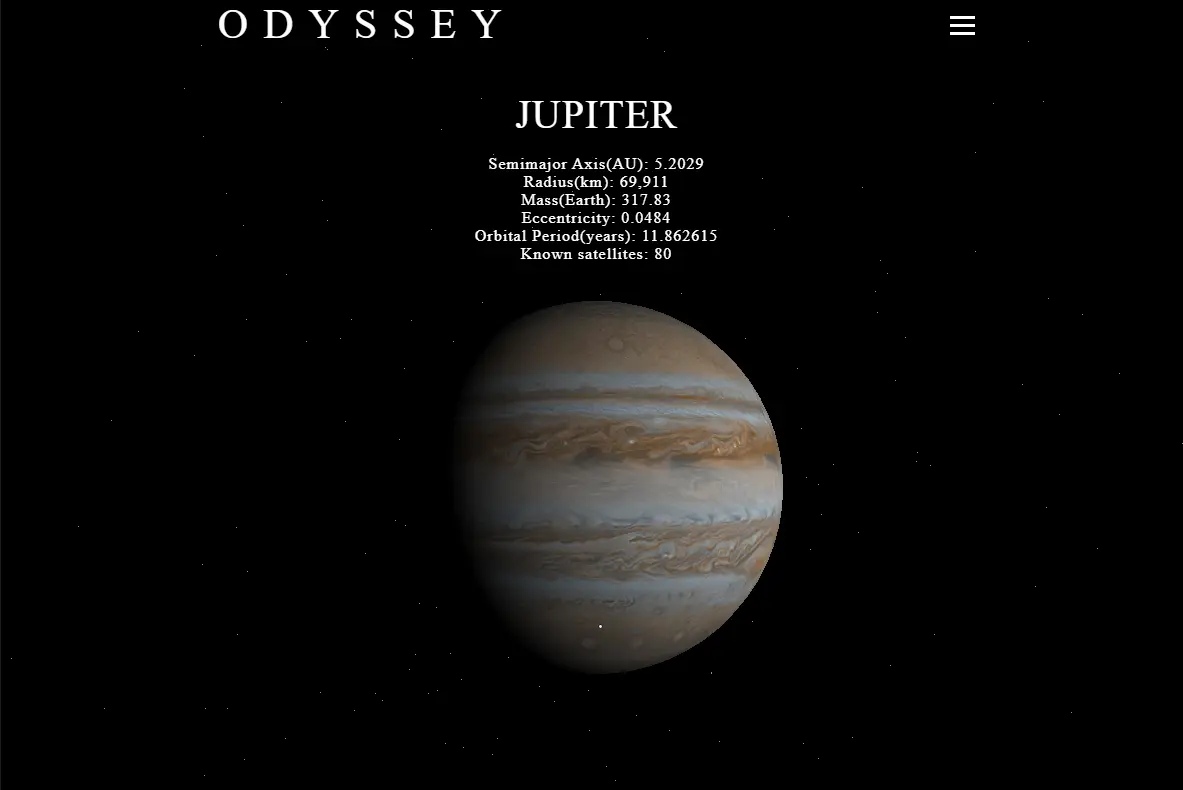 ODYSSEY
JUPITER
Semimajor Axis(AU): 5.2029
Radius(km): 69,911
Mass(Earth): 317.83
Eccentricity: 0.0484
Orbital Period(years): 11.862615
Known satellites: 80